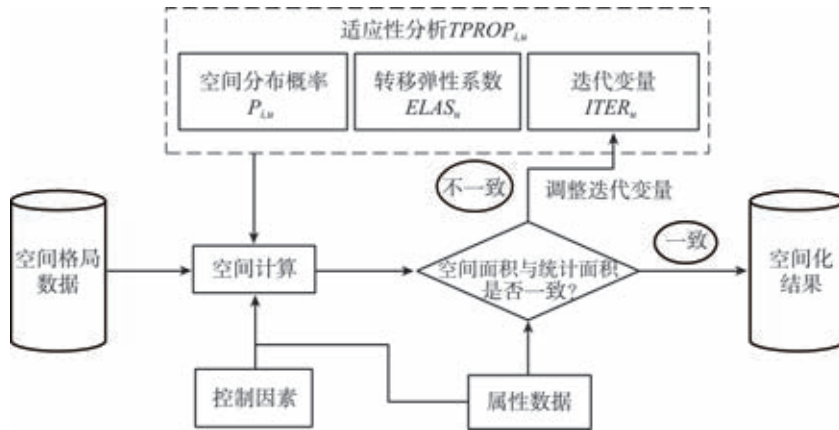 适应性分析TPROP_{i,u}
空间分布概率
P_{i,u}
转移弹性系数
ELAS_u
迭代变量
ITER_u
不一致
调整迭代变量
空间格局
数据
空间计算
空间面积与统计面积
是否一致?
一致
空间化
结果
控制因素
属性数据